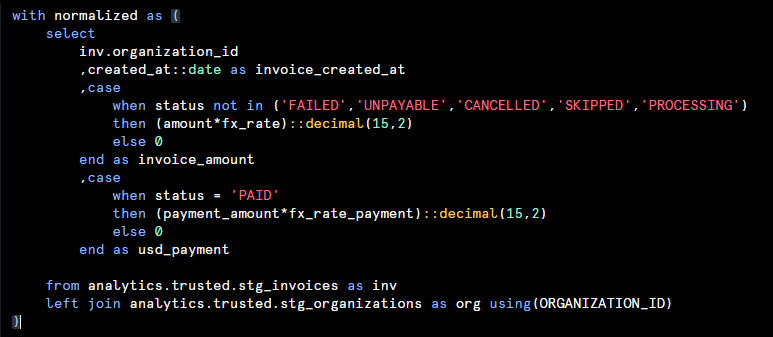 with normalized as (
    select
        inv.organization_id
        ,created_at::date as invoice_created_at
        ,case
            when status not in ('FAILED','UNPAYABLE','CANCELLED','SKIPPED','PROCESSING')
            then (amount*fx_rate)::decimal(15,2)
            else 0
        end as invoice_amount
        ,case
            when status = 'PAID'
            then (payment_amount*fx_rate_payment)::decimal(15,2)
            else 0
        end as usd_payment

    from analytics.trusted.stg_invoices as inv
    left join analytics.trusted.stg_organizations as org using(ORGANIZATION_ID)
)